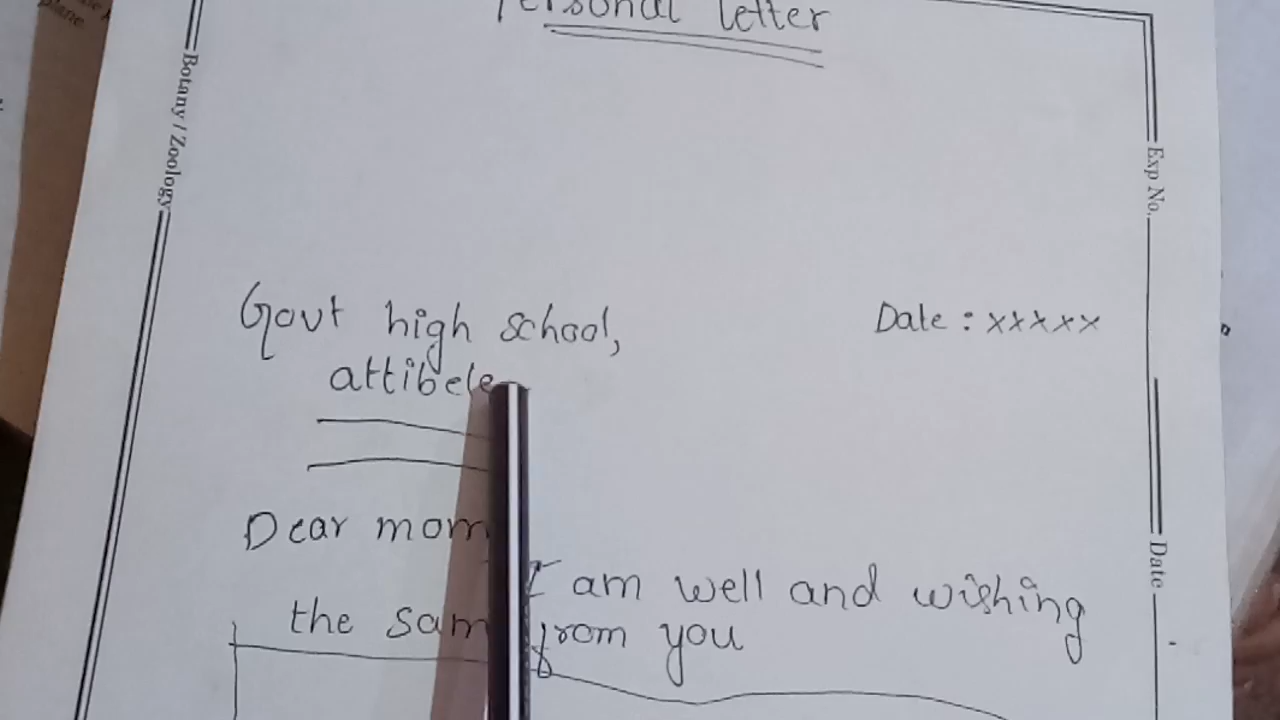 Personal letter
Botany / Zoology
Exp No.
Govt high school,
Date : xxxxx
attibele
Dear mom
I am well and wishing
the sam from you
Date